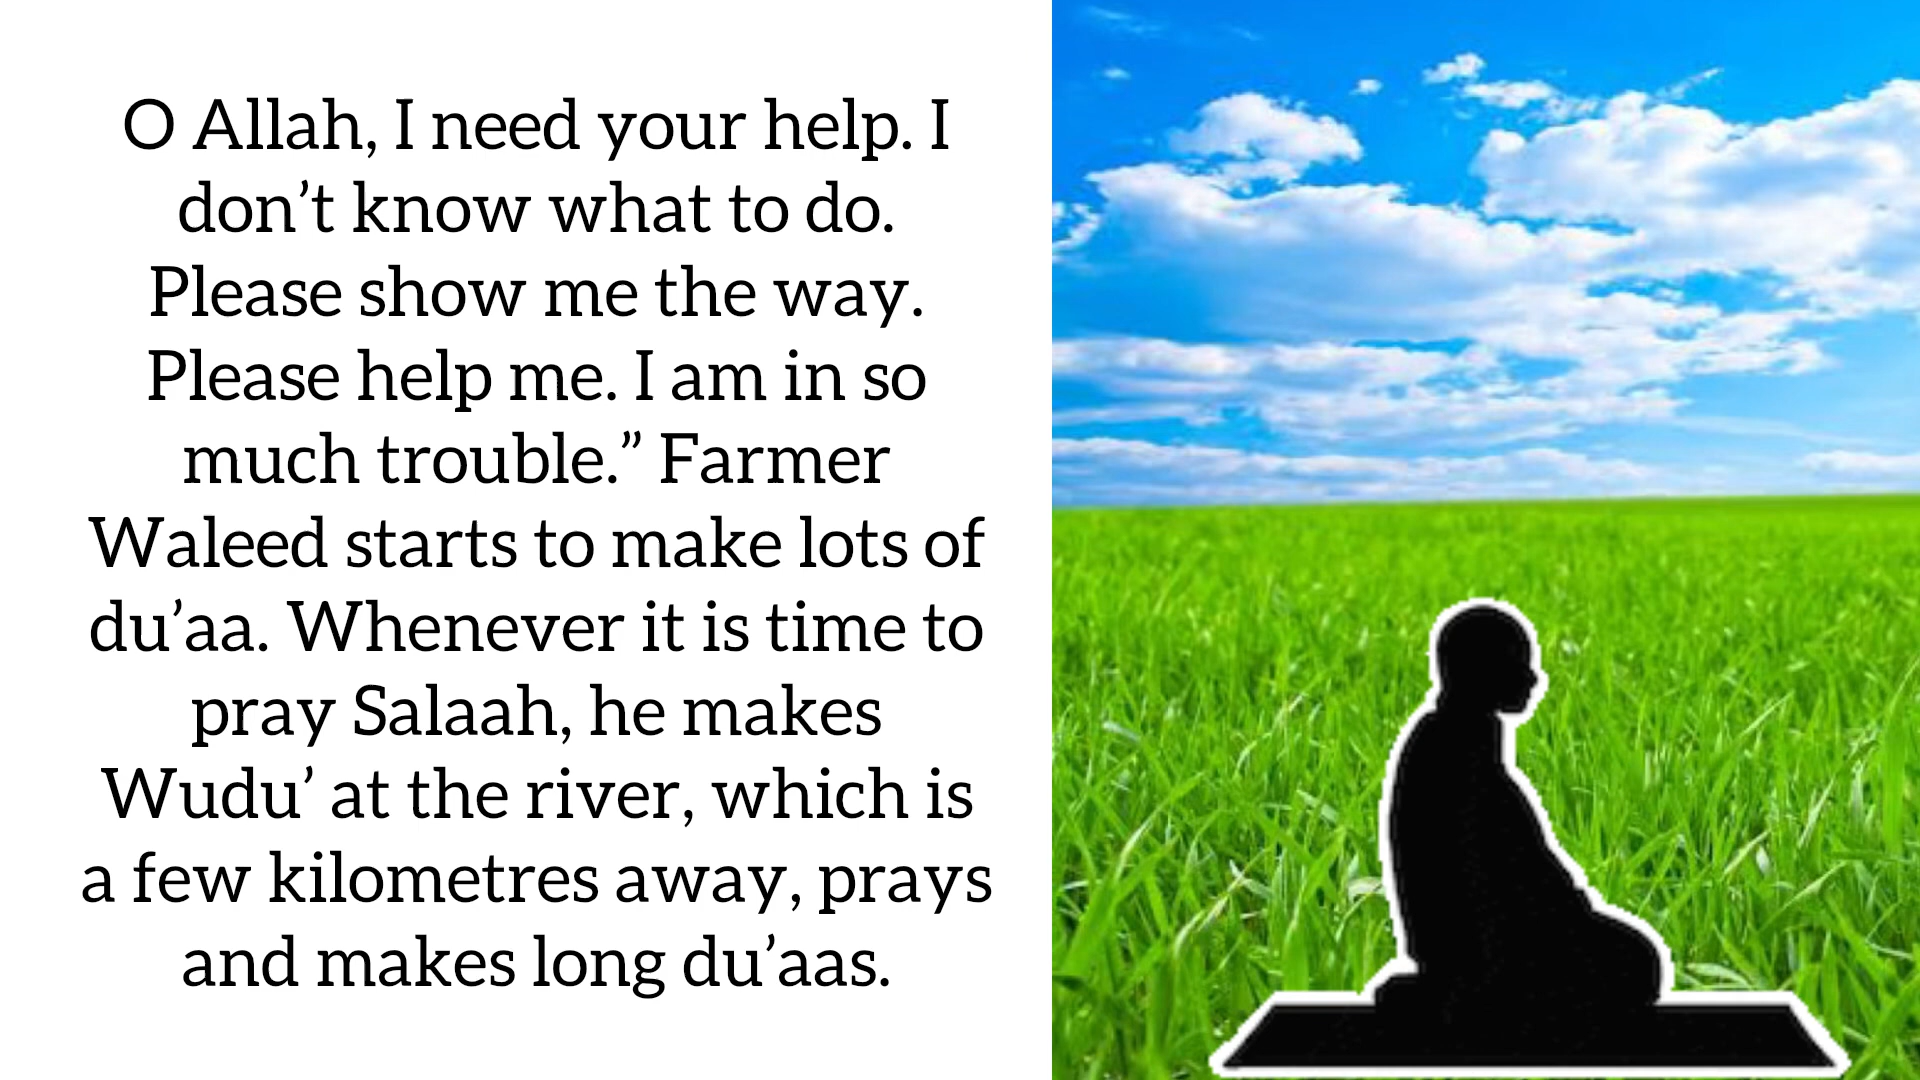 O Allah, I need your help. I
don’t know what to do.
Please show me the way.
Please help me. I am in so
much trouble.” Farmer
Waleed starts to make lots of
du’aa. Whenever it is time to
pray Salaah, he makes
Wudu’ at the river, which is
a few kilometres away, prays
and makes long du’aas.